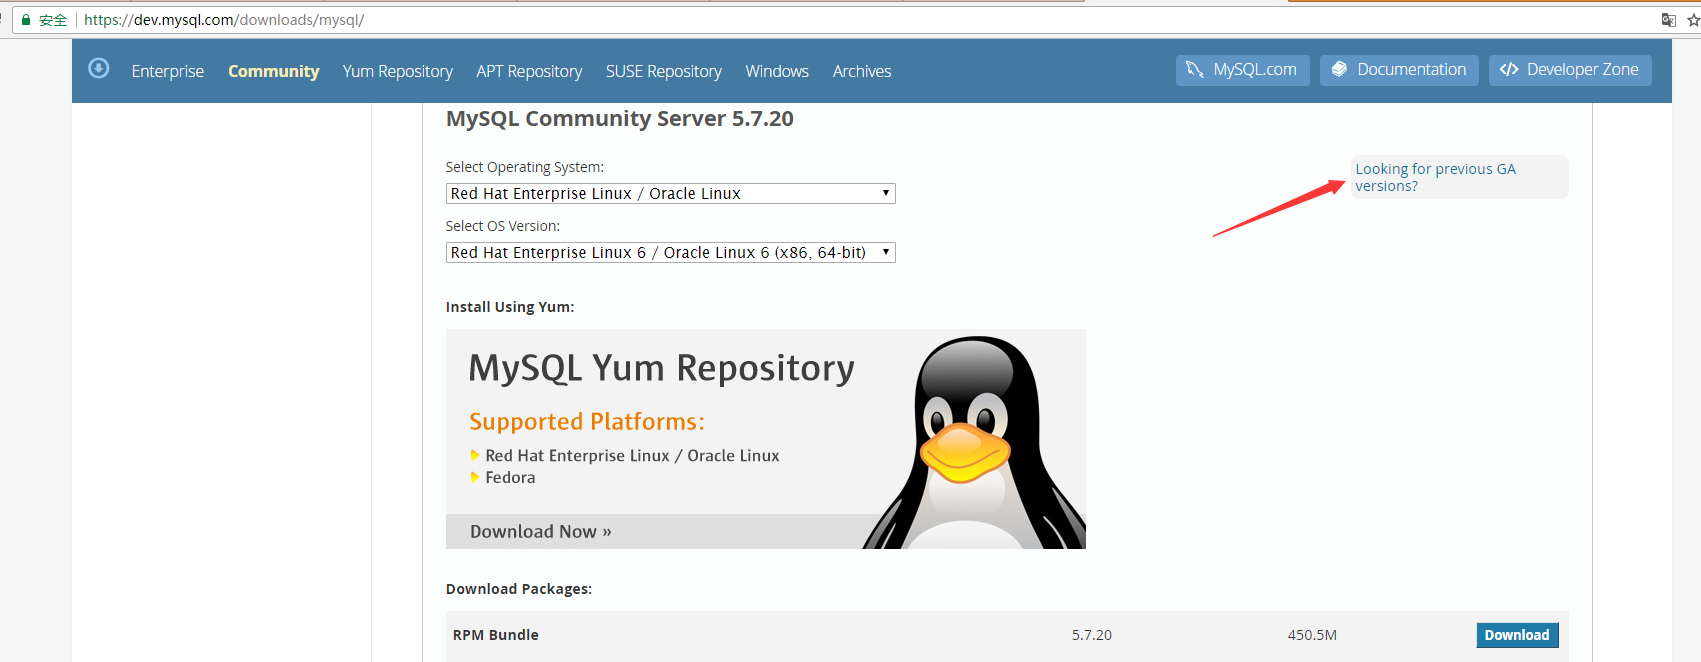 安全 https://dev.mysql.com/downloads/mysql/
Enterprise Community Yum Repository APT Repository SUSE Repository Windows Archives MySQL.com Documentation Developer Zone
MySQL Community Server 5.7.20
Select Operating System:
Looking for previous GA
versions?
Red Hat Enterprise Linux / Oracle Linux
Select OS Version:
Red Hat Enterprise Linux 6 / Oracle Linux 6 (x86, 64-bit)
Install Using Yum:
MySQL Yum Repository
Supported Platforms:
Red Hat Enterprise Linux / Oracle Linux
Fedora
Download Now »
Download Packages:
RPM Bundle 5.7.20 450.5M Download